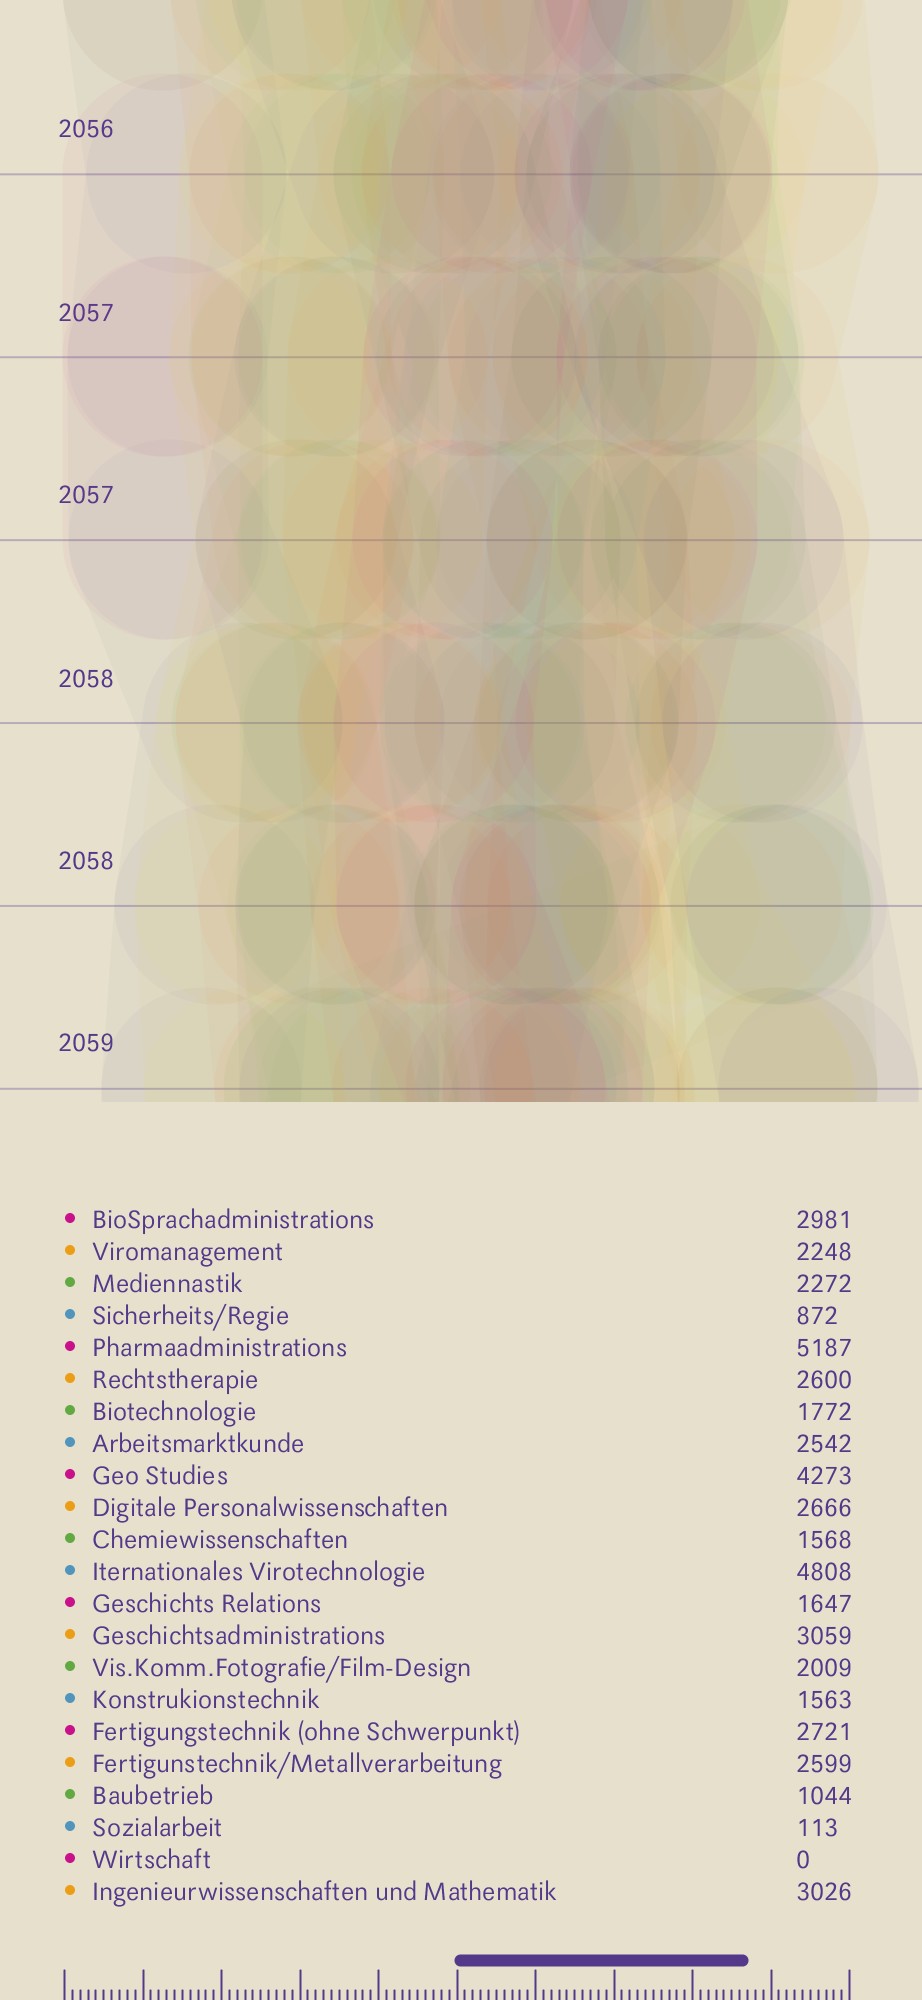 2056
2057
2057
2058
2058
2059
BioSprachadministrations 2981
Viromanagement 2248
Mediennastik 2272
Sicherheits/Regie 872
Pharmaadministrations 5187
Rechtstherapie 2600
Biotechnologie 1772
Arbeitsmarktkunde 2542
Geo Studies 4273
Digitale Personalwissenschaften 2666
Chemiewissenschaften 1568
Iternationales Virotechnologie 4808
Geschichts Relations 1647
Geschichtsadministrations 3059
Vis.Komm.Fotografie/Film-Design 2009
Konstrukionstechnik 1563
Fertigungstechnik (ohne Schwerpunkt) 2721
Fertigunstechnik/Metallverarbeitung 2599
Baubetrieb 1044
Sozialarbeit 113
Wirtschaft 0
Ingenieurwissenschaften und Mathematik 3026